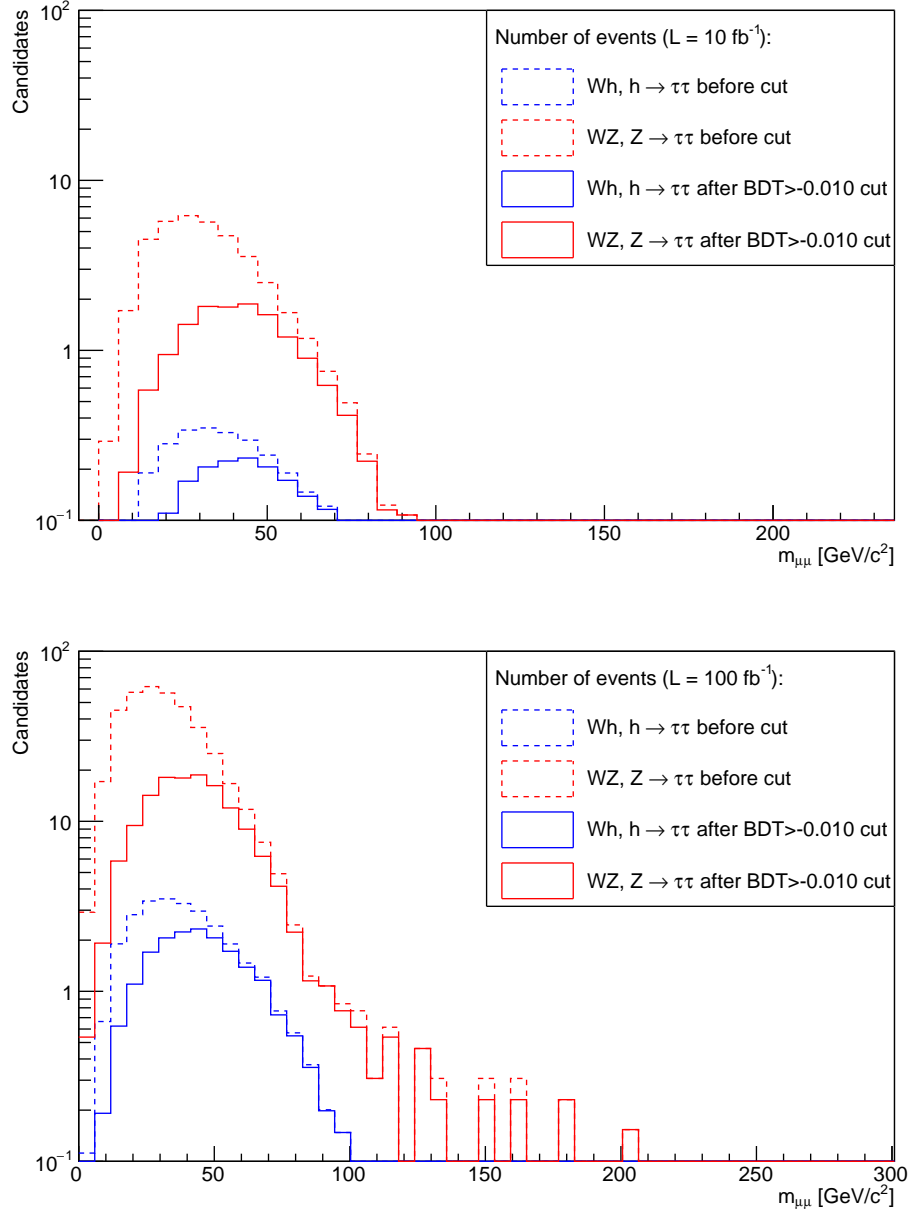 Candidates
10²
10
1
10⁻¹
Number of events (L = 10 fb⁻¹):
Wh, h → ττ before cut
WZ, Z → ττ before cut
Wh, h → ττ after BDT>-0.010 cut
WZ, Z → ττ after BDT>-0.010 cut
0 50 100 150 200
m_μμ [GeV/c²]
Candidates
10²
10
1
10⁻¹
Number of events (L = 100 fb⁻¹):
Wh, h → ττ before cut
WZ, Z → ττ before cut
Wh, h → ττ after BDT>-0.010 cut
WZ, Z → ττ after BDT>-0.010 cut
0 50 100 150 200 250 300
m_μμ [GeV/c²]